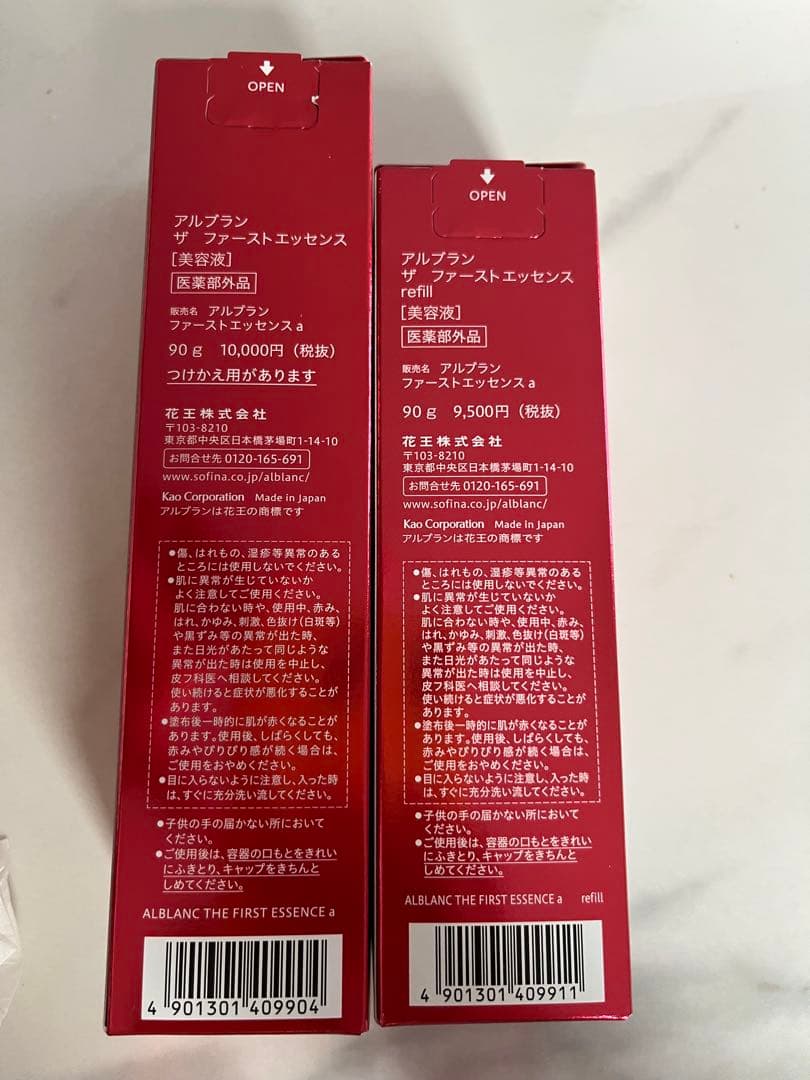 OPEN
アルブラン
ザ ファーストエッセンス
[美容液]
医薬部外品
販売名 アルブラン
ファーストエッセンス a
90g 10,000円(税抜)
つけかえ用があります
花王株式会社
〒103-8210
東京都中央区日本橋茅場町1-14-10
お問合せ先 0120-165-691
www.sofina.co.jp/alblanc/
Kao Corporation Made in Japan
アルブランは花王の商標です
●傷、はれもの、湿疹等異常のある
ところには使用しないでください。
●肌に異常が生じていないか
よく注意してご使用ください。
肌に合わない時や、使用中、赤み、
はれ、かゆみ、刺激、色抜け(白斑等)
や黒ずみ等の異常が出た時、
また日光があたって同じような
異常が出た時は使用を中止し、
皮フ科医へ相談してください。
使い続けると症状が悪化することが
あります。
●塗布後一時的に肌が赤くなることが
あります。使用後、しばらくしても、
赤みやぴりぴり感が続く場合は、
ご使用をおやめください。
●目に入らないように注意し、入った時
は、すぐに充分洗い流してください。
●子供の手の届かない所において
ください。
●ご使用後は、容器の口もとをきれい
にふきとり、キャップをきちんと
しめてください。
ALBLANC THE FIRST ESSENCE a
4 901301 409904
OPEN
アルブラン
ザ ファーストエッセンス
refill
[美容液]
医薬部外品
販売名 アルブラン
ファーストエッセンス a
90g 9,500円(税抜)
花王株式会社
〒103-8210
東京都中央区日本橋茅場町1-14-10
お問合せ先 0120-165-691
www.sofina.co.jp/alblanc/
Kao Corporation Made in Japan
アルブランは花王の商標です
●傷、はれもの、湿疹等異常のある
ところには使用しないでください。
●肌に異常が生じていないか
よく注意してご使用ください。
肌に合わない時や、使用中、赤み、
はれ、かゆみ、刺激、色抜け(白斑等)
や黒ずみ等の異常が出た時、
また日光があたって同じような
異常が出た時は使用を中止し、
皮フ科医へ相談してください。
使い続けると症状が悪化することが
あります。
●塗布後一時的に肌が赤くなることが
あります。使用後、しばらくしても、
赤みやぴりぴり感が続く場合は、
ご使用をおやめください。
●目に入らないように注意し、入った時
は、すぐに充分洗い流してください。
●子供の手の届かない所において
ください。
●ご使用後は、容器の口もとをきれい
にふきとり、キャップをきちんと
しめてください。
ALBLANC THE FIRST ESSENCE a refill
4 901301 409911